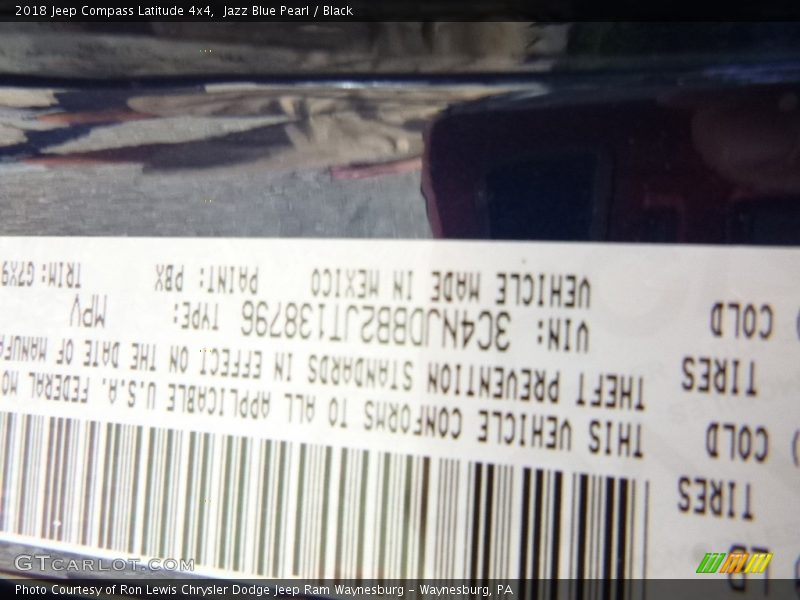 2018 Jeep Compass Latitude 4x4, Jazz Blue Pearl / Black
THIS VEHICLE CONFORMS TO ALL APPLICABLE U.S.A. FEDERAL MO
THEFT PREVENTION STANDARDS IN EFFECT ON THE DATE OF MANUFA
VIN: 3C4NJDBB2JT138796 TYPE: MPV
VEHICLE MADE IN MEXICO PAINT: PBX TRIM: G7X9
TIRES
COLD
TIRES
COLD
GTCARLOT.COM
Photo Courtesy of Ron Lewis Chrysler Dodge Jeep Ram Waynesburg – Waynesburg, PA